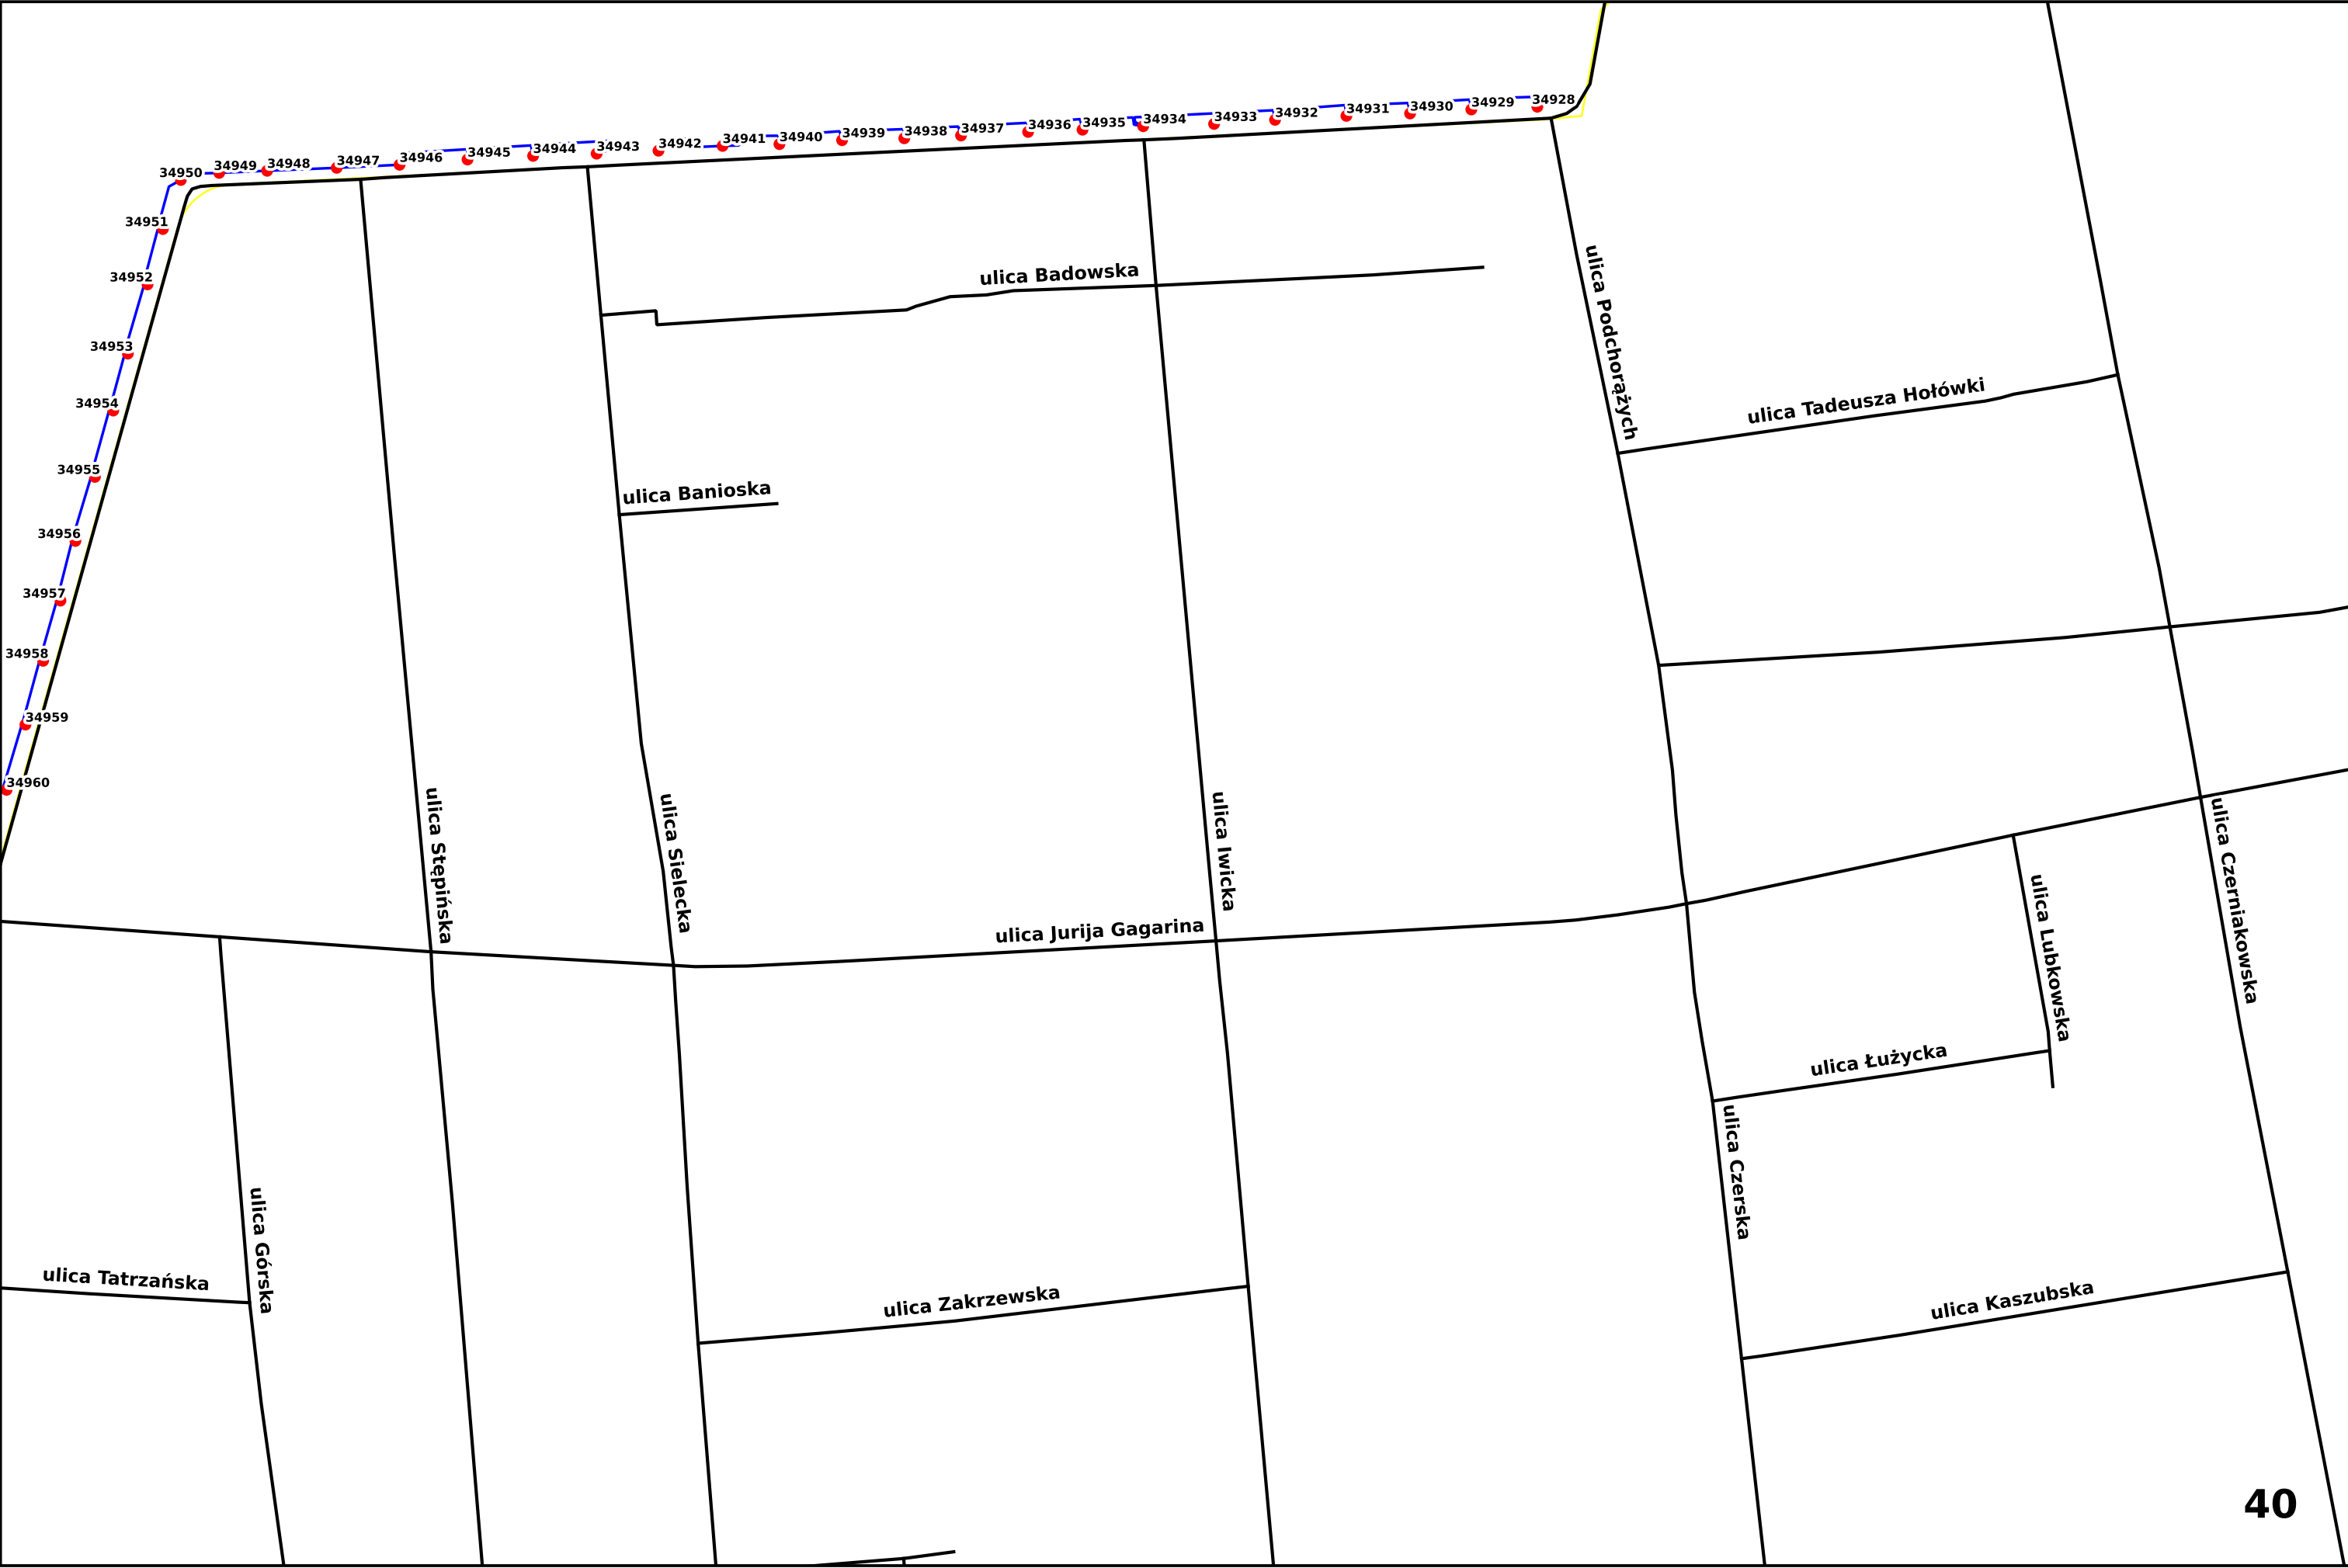 34928
34929
34930
34931
34932
34933
34934
34935
34936
34937
34938
34939
34940
34941
34942
34943
34944
34945
34946
34947
34948
34949
34950
34951
34952
34953
34954
34955
34956
34957
34958
34959
34960
ulica Badowska
ulica Podchorążych
ulica Tadeusza Hołówki
ulica Banioska
ulica Stępińska
ulica Sielecka
ulica Iwicka
ulica Jurija Gagarina
ulica Czerniakowska
ulica Lubkowska
ulica Łużycka
ulica Czerska
ulica Górska
ulica Tatrzańska
ulica Zakrzewska
ulica Kaszubska
40